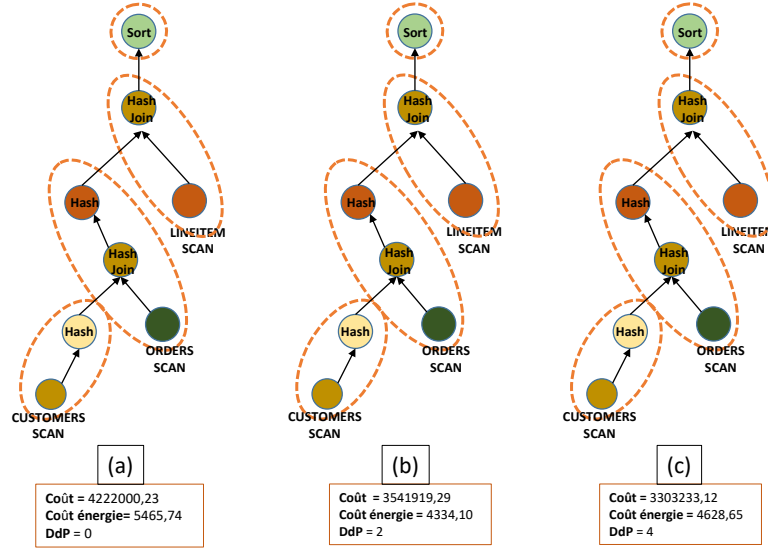 Sort
Hash
Join
Hash
LINEITEM
SCAN
Hash
Join
Hash
ORDERS
SCAN
CUSTOMERS
SCAN
(a)
Coût = 4222000,23
Coût énergie= 5465,74
DdP = 0
Sort
Hash
Join
Hash
LINEITEM
SCAN
Hash
Join
Hash
ORDERS
SCAN
CUSTOMERS
SCAN
(b)
Coût = 3541919,29
Coût énergie = 4334,10
DdP = 2
Sort
Hash
Join
Hash
LINEITEM
SCAN
Hash
Join
Hash
ORDERS
SCAN
CUSTOMERS
SCAN
(c)
Coût = 3303233,12
Coût énergie = 4628,65
DdP = 4